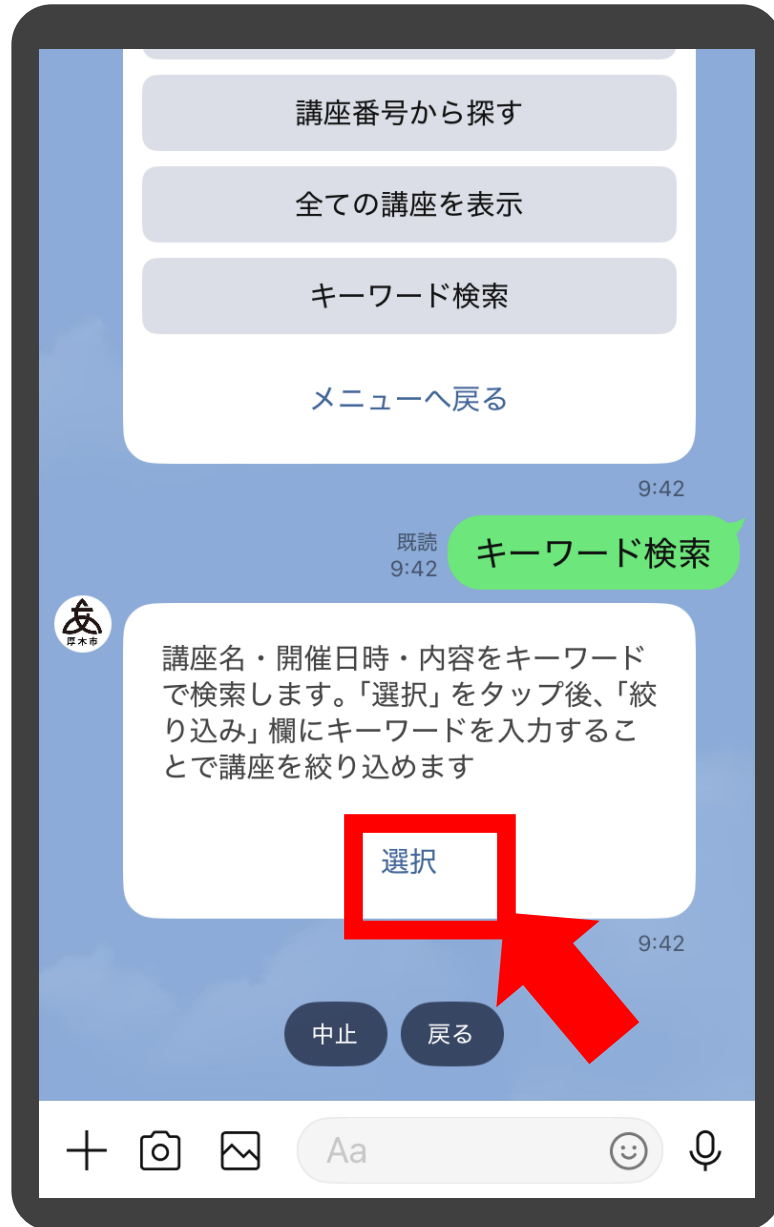 講座番号から探す
全ての講座を表示
キーワード検索
メニューへ戻る
9:42
既読
9:42
キーワード検索
厚木市
講座名・開催日時・内容をキーワード
で検索します。「選択」をタップ後、「絞
り込み」欄にキーワードを入力するこ
とで講座を絞り込めます
選択
9:42
中止
戻る
Aa